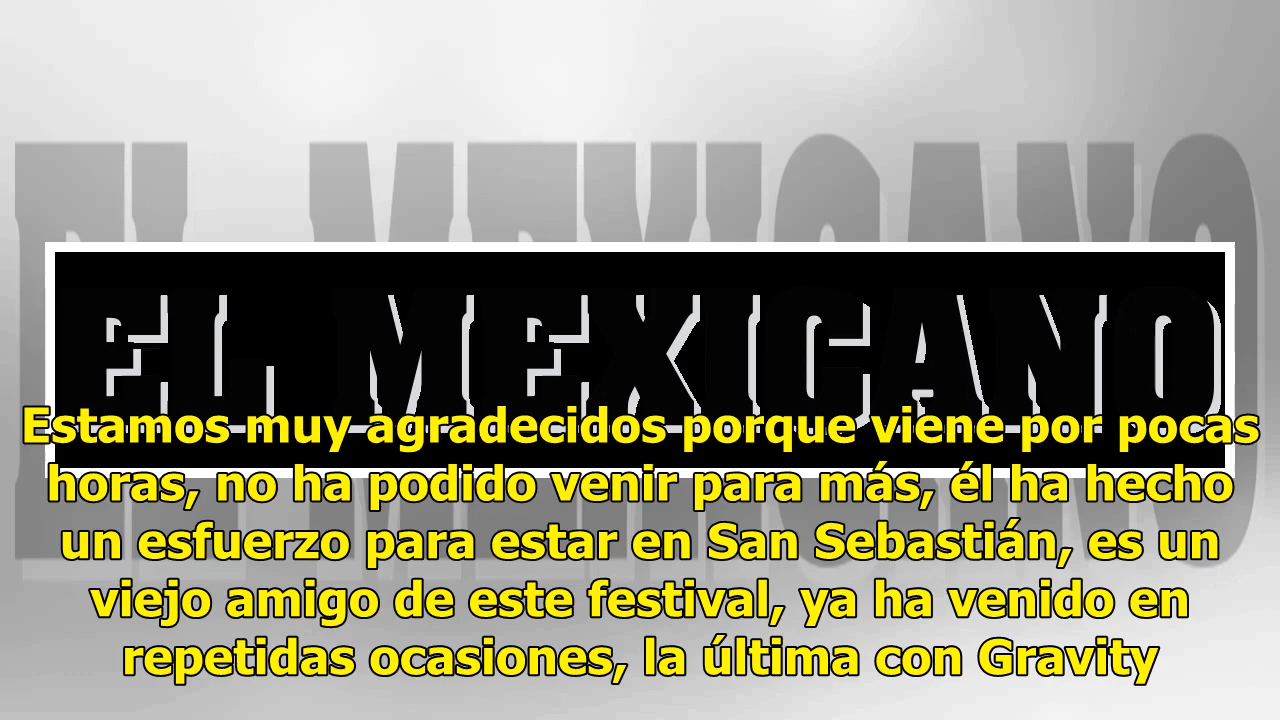 EL MEXICANO
EL MEXICANO
Estamos muy agradecidos porque viene por pocas
horas, no ha podido venir para más, él ha hecho
un esfuerzo para estar en San Sebastián, es un
viejo amigo de este festival, ya ha venido en
repetidas ocasiones, la última con Gravity